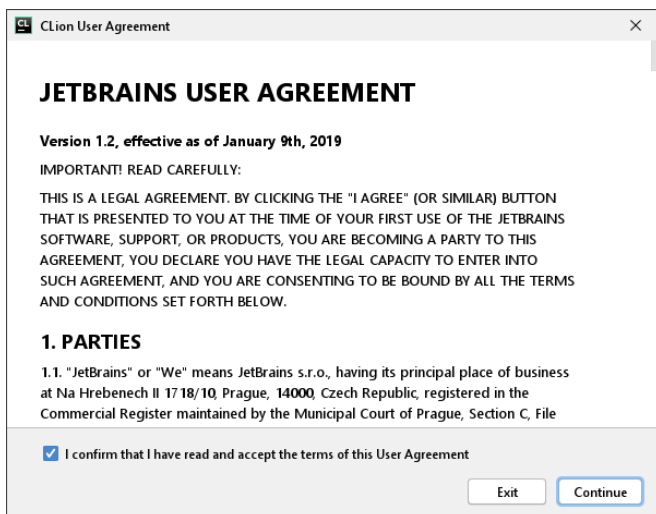 CL
CLion User Agreement
JETBRAINS USER AGREEMENT
Version 1.2, effective as of January 9th, 2019
IMPORTANT! READ CAREFULLY:
THIS IS A LEGAL AGREEMENT. BY CLICKING THE "I AGREE" (OR SIMILAR) BUTTON
THAT IS PRESENTED TO YOU AT THE TIME OF YOUR FIRST USE OF THE JETBRAINS
SOFTWARE, SUPPORT, OR PRODUCTS, YOU ARE BECOMING A PARTY TO THIS
AGREEMENT, YOU DECLARE YOU HAVE THE LEGAL CAPACITY TO ENTER INTO
SUCH AGREEMENT, AND YOU ARE CONSENTING TO BE BOUND BY ALL THE TERMS
AND CONDITIONS SET FORTH BELOW.
1. PARTIES
1.1. "JetBrains" or "We" means JetBrains s.r.o., having its principal place of business
at Na Hrebenech II 1718/10, Prague, 14000, Czech Republic, registered in the
Commercial Register maintained by the Municipal Court of Prague, Section C, File
I confirm that I have read and accept the terms of this User Agreement
Exit
Continue